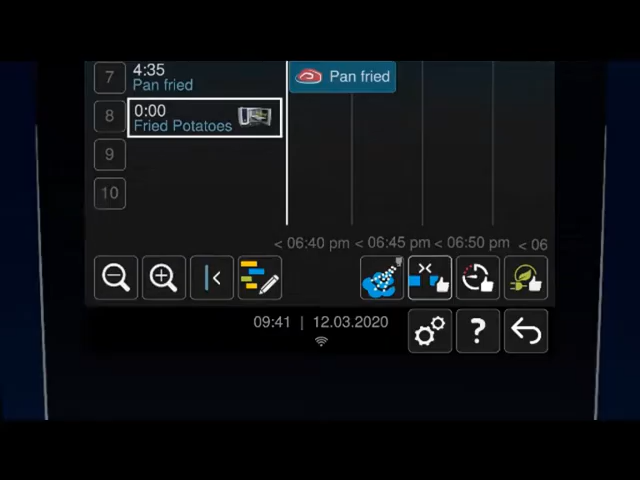 7
4:35
Pan fried
Pan fried
8
0:00
Fried Potatoes
9
10
< 06:40 pm < 06:45 pm < 06:50 pm < 06
09:41 | 12.03.2020
?